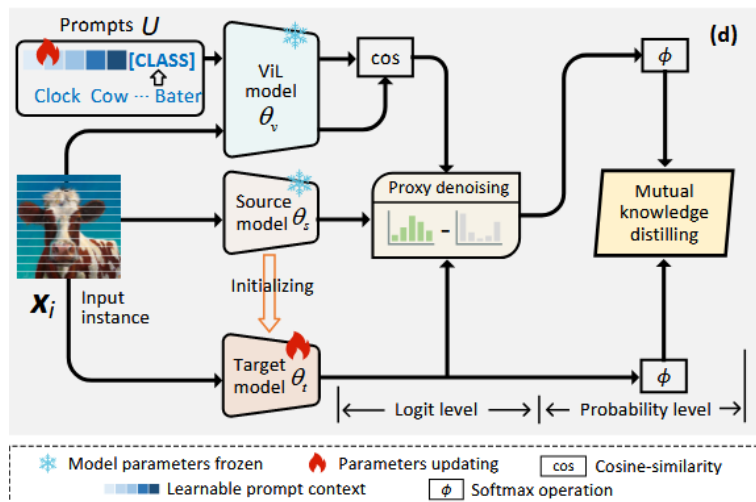 Prompts U
(d)
[CLASS]
Clock Cow ··· Bater
ViL
model
θv
cos
ϕ
Proxy denoising
-
Mutual
knowledge
distilling
Source
model θs
Xi
Input
instance
Initializing
Target
model θt
ϕ
Logit level
Probability level
Model parameters frozen
Parameters updating
cos Cosine-similarity
Learnable prompt context
ϕ Softmax operation